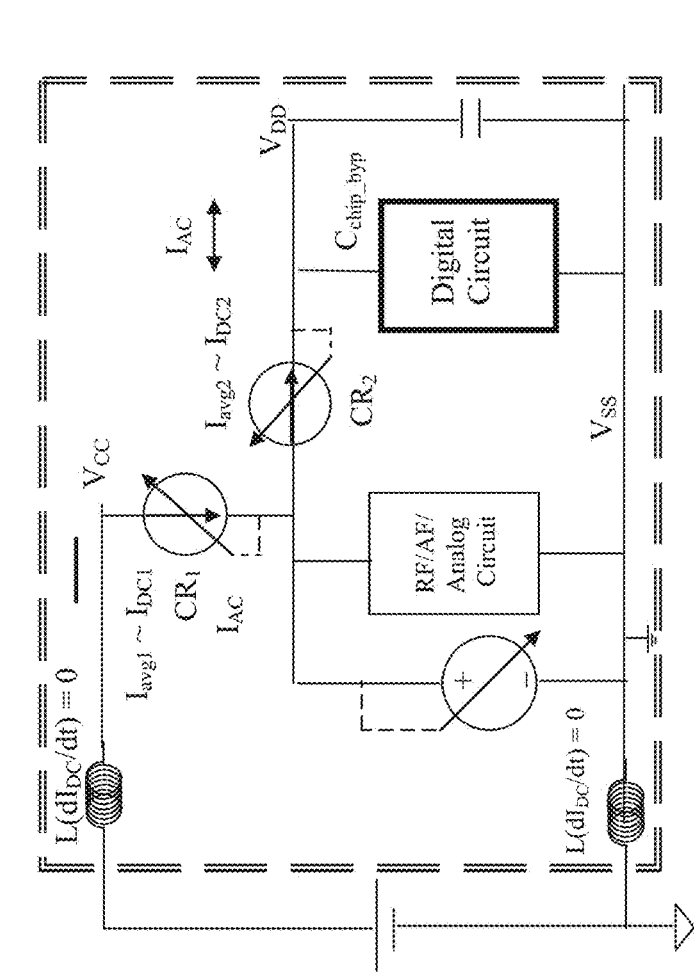 L(dI_DC/dt) = 0
V_CC
I_avg1 ~ I_DC1
CR_1
I_AC
I_avg2 ~ I_DC2
CR_2
I_AC
V_DD
C_chip_byp
RF/AF/
Analog
Circuit
Digital
Circuit
+
−
V_SS
L(dI_DC/dt) = 0